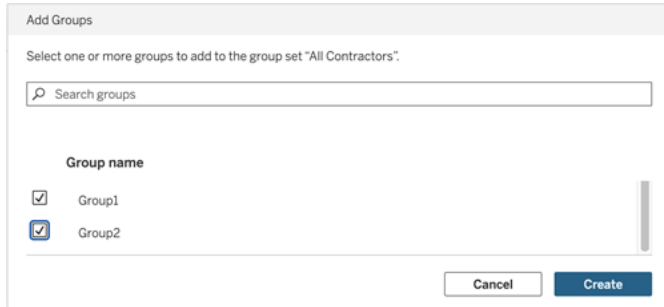 Add Groups
Select one or more groups to add to the group set “All Contractors”.
Search groups
Group name
Group1
Group2
Cancel Create